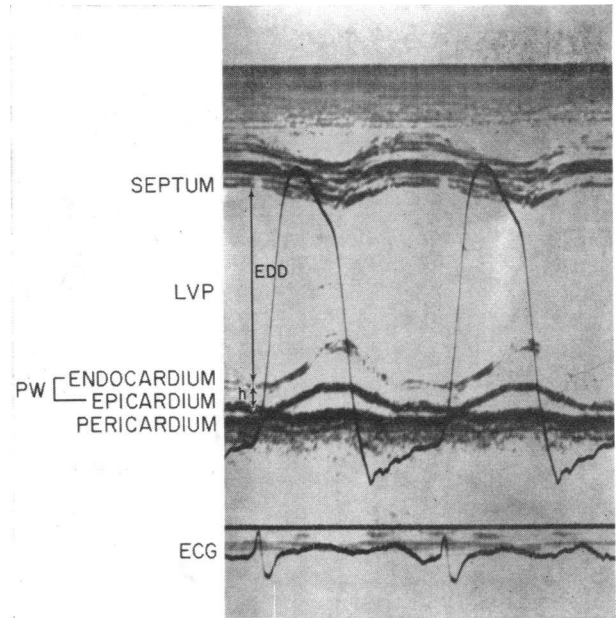 SEPTUM
EDD
LVP
PW
ENDOCARDIUM
h
EPICARDIUM
PERICARDIUM
ECG